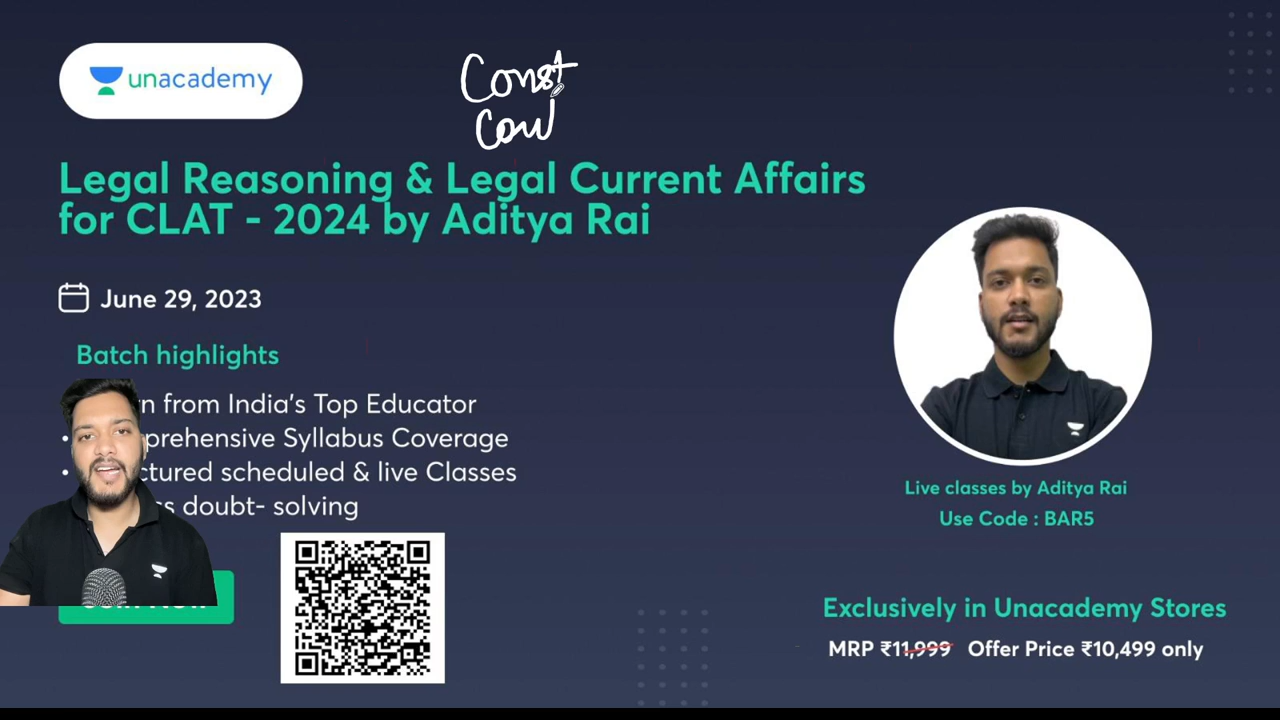 unacademy
Const
Legal Reasoning & Legal Current Affairs
for CLAT - 2024 by Aditya Rai
June 29, 2023
Batch highlights
from India's Top Educator
Syllabus Coverage
scheduled & live Classes
doubt- solving
Live classes by Aditya Rai
Use Code : BAR5
Exclusively in Unacademy Stores
MRP ₹11,999 Offer Price ₹10,499 only